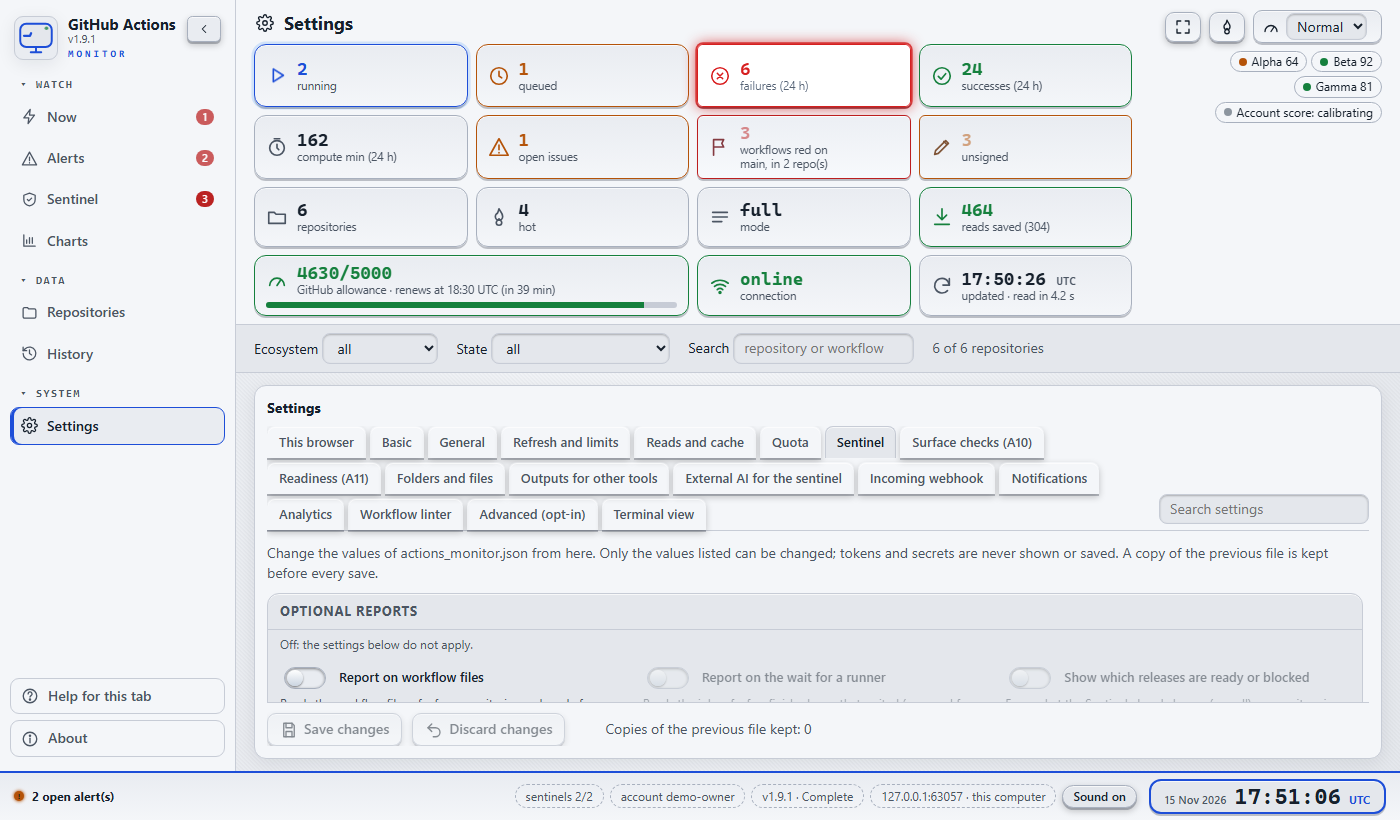 GitHub Actions
v1.9.1
MONITOR
WATCH
Now 1
Alerts 2
Sentinel 3
Charts
DATA
Repositories
History
SYSTEM
Settings
Help for this tab
About
Settings
Normal
2
running
1
queued
6
failures (24 h)
24
successes (24 h)
Alpha 64
Beta 92
Gamma 81
Account score: calibrating
162
compute min (24 h)
1
open issues
3
workflows red on
main, in 2 repo(s)
3
unsigned
6
repositories
4
hot
full
mode
464
reads saved (304)
4630/5000
GitHub allowance · renews at 18:30 UTC (in 39 min)
online
connection
17:50:26 UTC
updated · read in 4.2 s
Ecosystem all State all Search repository or workflow 6 of 6 repositories
Settings
This browser Basic General Refresh and limits Reads and cache Quota Sentinel Surface checks (A10)
Readiness (A11) Folders and files Outputs for other tools External AI for the sentinel Incoming webhook Notifications
Analytics Workflow linter Advanced (opt-in) Terminal view
Search settings
Change the values of actions_monitor.json from here. Only the values listed can be changed; tokens and secrets are never shown or saved. A copy of the previous file is kept
before every save.
OPTIONAL REPORTS
Off: the settings below do not apply.
Report on workflow files Report on the wait for a runner Show which releases are ready or blocked
Save changes Discard changes Copies of the previous file kept: 0
2 open alert(s)
sentinels 2/2 account demo-owner v1.9.1 · Complete 127.0.0.1:63057 · this computer Sound on 15 Nov 2026 17:51:06 UTC